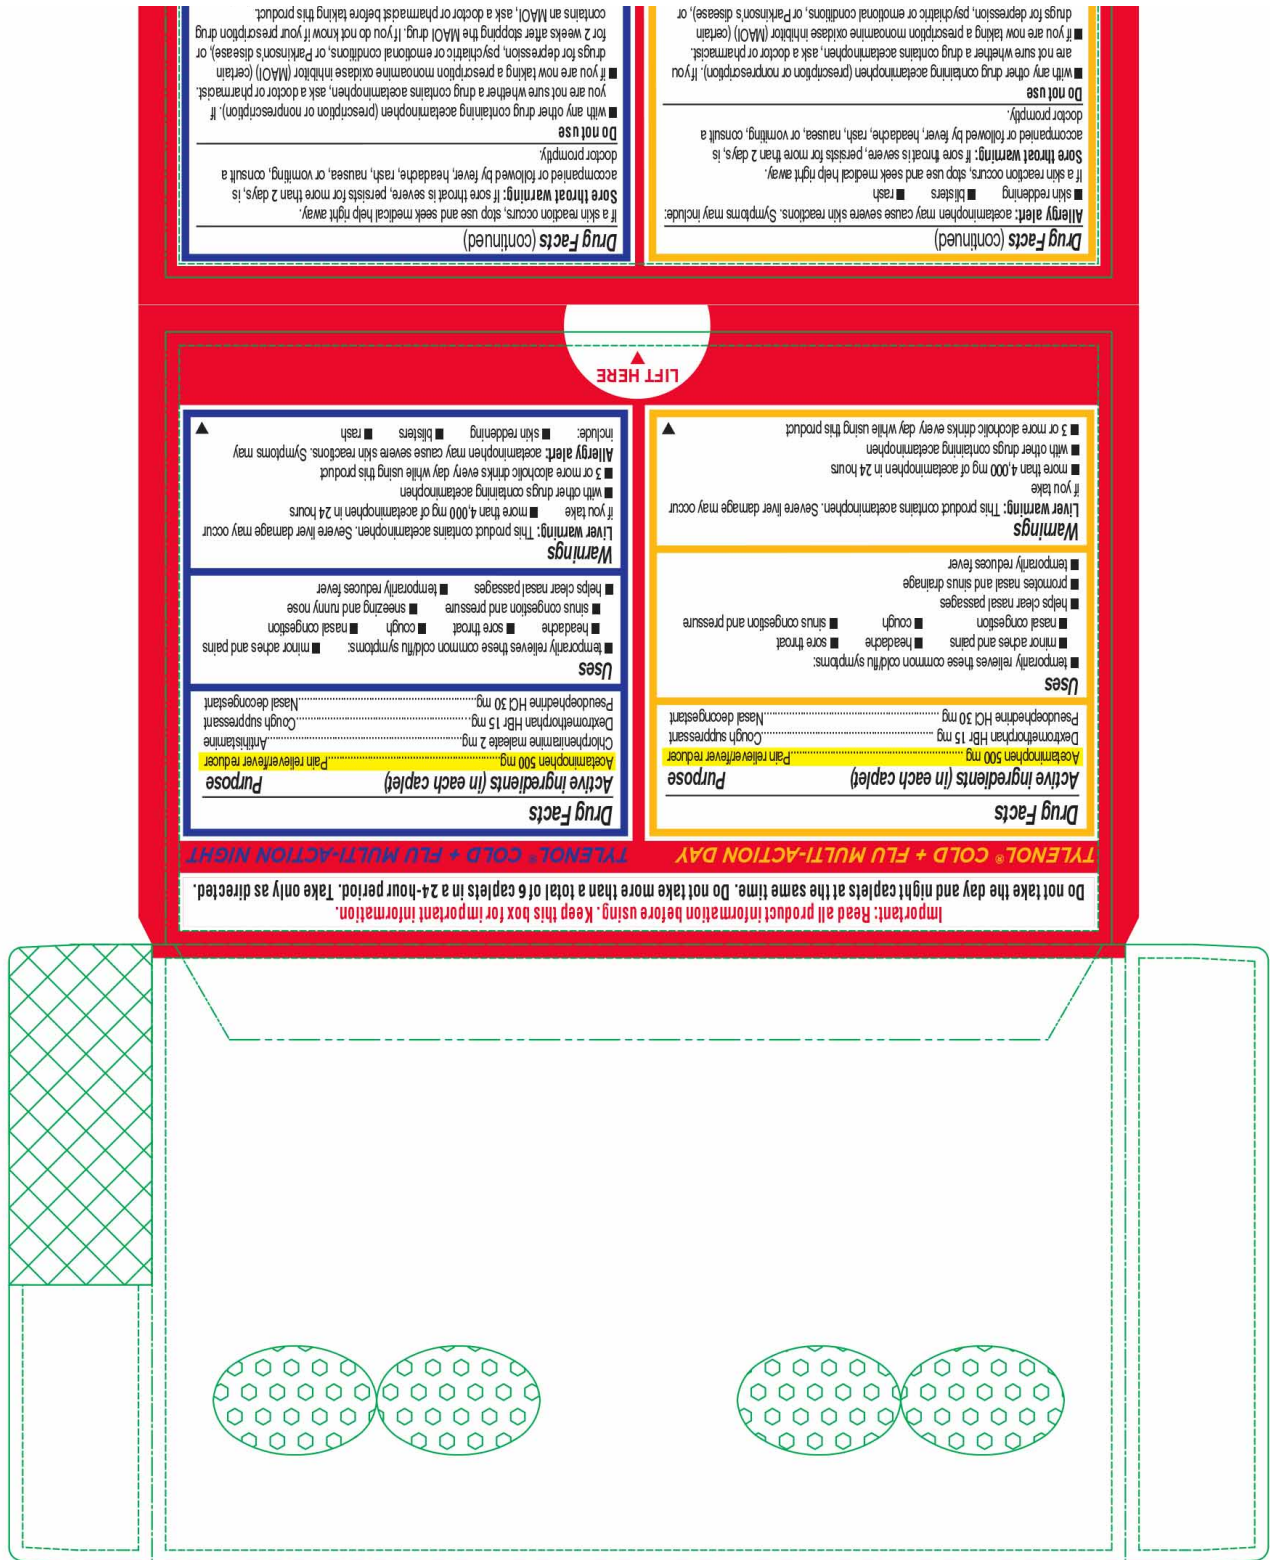 Important: Read all product information before using. Keep this box for important information.
Do not take the day and night caplets at the same time. Do not take more than a total of 6 caplets in a 24-hour period. Take only as directed.
TYLENOL® COLD + FLU MULTI-ACTION DAY
Drug Facts
Active ingredients (in each caplet) Purpose
Acetaminophen 500 mg ........ Pain reliever/fever reducer
Dextromethorphan HBr 15 mg ........ Cough suppressant
Pseudoephedrine HCl 30 mg ........ Nasal decongestant
Uses
■ temporarily relieves these common cold/flu symptoms:
■ minor aches and pains ■ headache ■ sore throat
■ nasal congestion ■ cough ■ sinus congestion and pressure
■ helps clear nasal passages
■ promotes nasal and sinus drainage
■ temporarily reduces fever
Warnings
Liver warning: This product contains acetaminophen. Severe liver damage may occur
if you take
■ more than 4,000 mg of acetaminophen in 24 hours
■ with other drugs containing acetaminophen
■ 3 or more alcoholic drinks every day while using this product
TYLENOL® COLD + FLU MULTI-ACTION NIGHT
Drug Facts
Active ingredients (in each caplet) Purpose
Acetaminophen 500 mg ........ Pain reliever/fever reducer
Chlorpheniramine maleate 2 mg ........ Antihistamine
Dextromethorphan HBr 15 mg ........ Cough suppressant
Pseudoephedrine HCl 30 mg ........ Nasal decongestant
Uses
■ temporarily relieves these common cold/flu symptoms: ■ minor aches and pains
■ headache ■ sore throat ■ cough ■ nasal congestion
■ sinus congestion and pressure ■ sneezing and runny nose
■ helps clear nasal passages ■ temporarily reduces fever
Warnings
Liver warning: This product contains acetaminophen. Severe liver damage may occur
if you take ■ more than 4,000 mg of acetaminophen in 24 hours
■ with other drugs containing acetaminophen
■ 3 or more alcoholic drinks every day while using this product
Allergy alert: acetaminophen may cause severe skin reactions. Symptoms may
include: ■ skin reddening ■ blisters ■ rash
LIFT HERE
Drug Facts (continued)
Allergy alert: acetaminophen may cause severe skin reactions. Symptoms may include:
■ skin reddening ■ blisters ■ rash
If a skin reaction occurs, stop use and seek medical help right away.
Sore throat warning: If sore throat is severe, persists for more than 2 days, is
accompanied or followed by fever, headache, rash, nausea, or vomiting, consult a
doctor promptly.
Do not use
■ with any other drug containing acetaminophen (prescription or nonprescription). If you
are not sure whether a drug contains acetaminophen, ask a doctor or pharmacist.
■ if you are now taking a prescription monoamine oxidase inhibitor (MAOI) (certain
drugs for depression, psychiatric or emotional conditions, or Parkinson's disease), or
Drug Facts (continued)
If a skin reaction occurs, stop use and seek medical help right away.
Sore throat warning: If sore throat is severe, persists for more than 2 days, is
accompanied or followed by fever, headache, rash, nausea, or vomiting, consult a
doctor promptly.
Do not use
■ with any other drug containing acetaminophen (prescription or nonprescription). If
you are not sure whether a drug contains acetaminophen, ask a doctor or pharmacist.
■ if you are now taking a prescription monoamine oxidase inhibitor (MAOI) (certain
drugs for depression, psychiatric or emotional conditions, or Parkinson's disease), or
for 2 weeks after stopping the MAOI drug. If you do not know if your prescription drug
contains an MAOI, ask a doctor or pharmacist before taking this product.